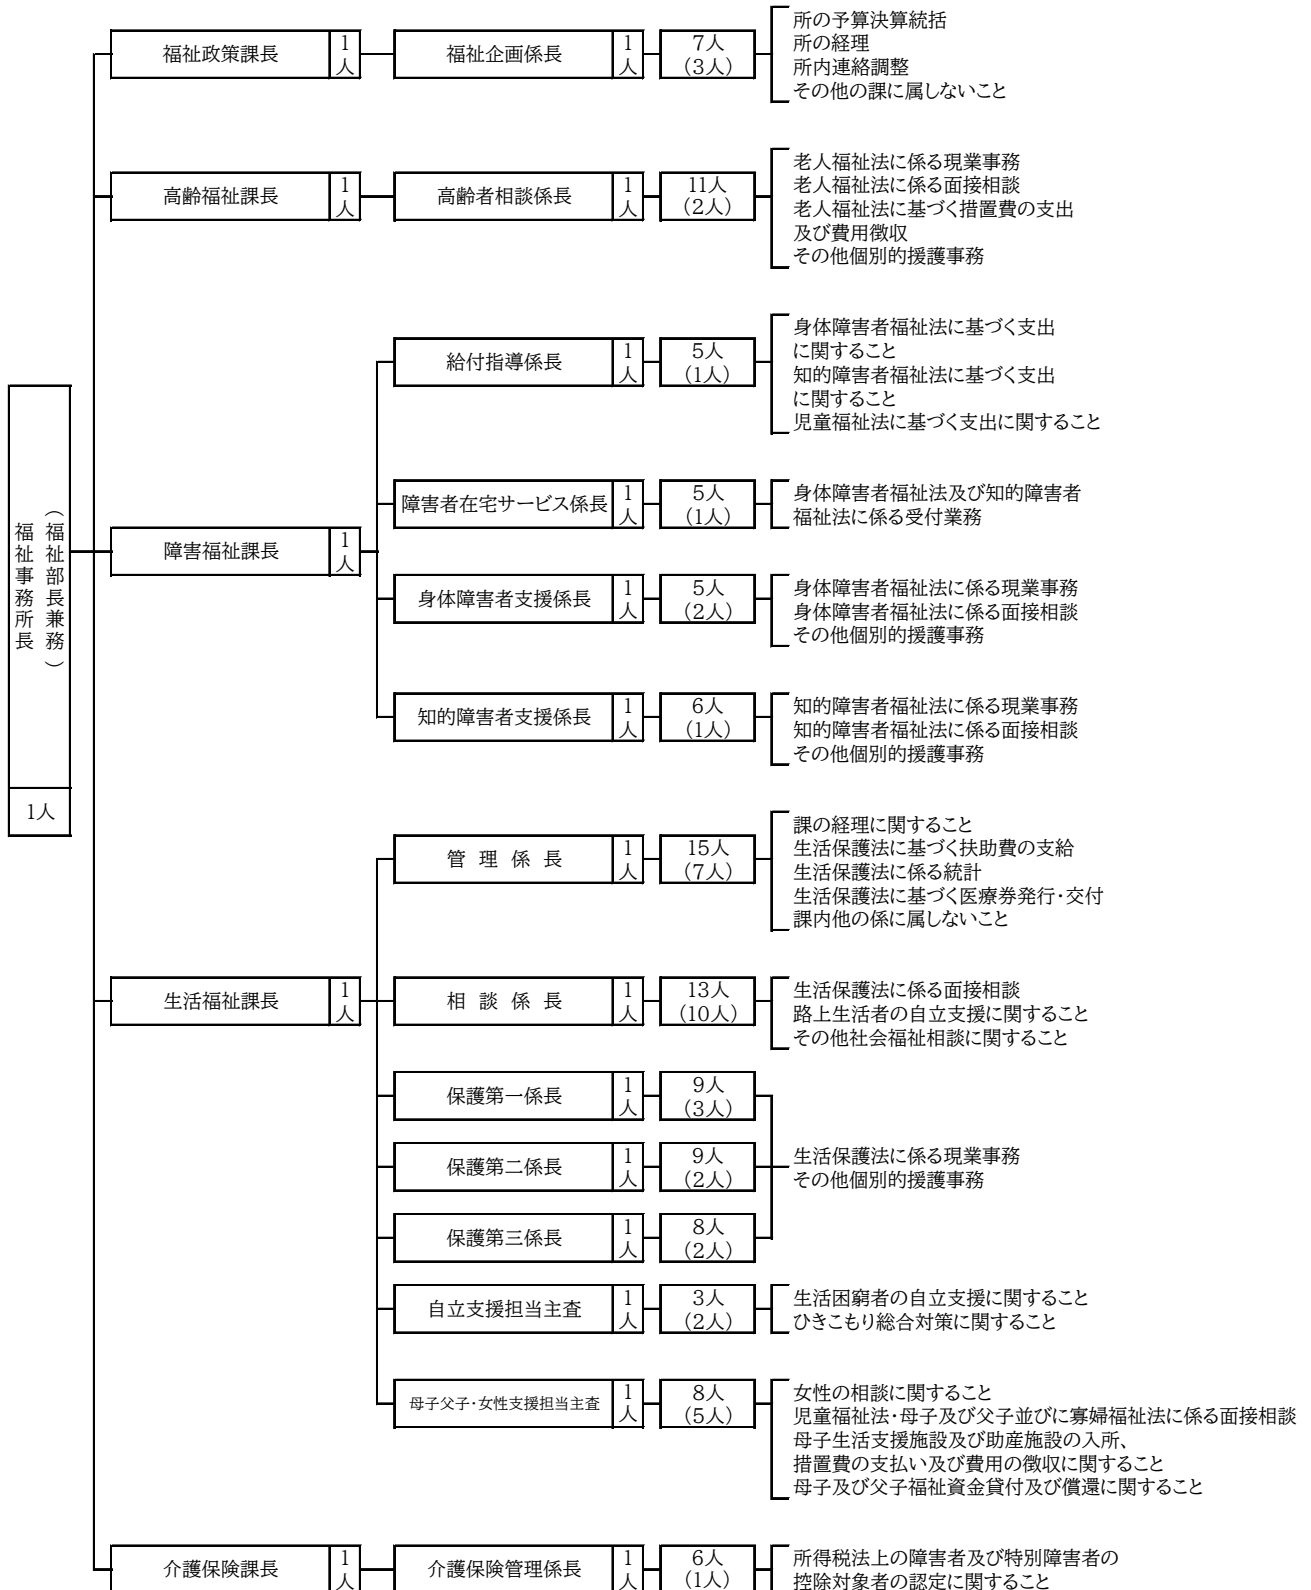 福祉事務所長
（福祉部長兼務）
1人
福祉政策課長
1人
福祉企画係長
1人
7人
（3人）
所の予算決算統括
所の経理
所内連絡調整
その他の課に属しないこと
高齢福祉課長
1人
高齢者相談係長
1人
11人
（2人）
老人福祉法に係る現業事務
老人福祉法に係る面接相談
老人福祉法に基づく措置費の支出
及び費用徴収
その他個別的援護事務
障害福祉課長
1人
給付指導係長
1人
5人
（1人）
身体障害者福祉法に基づく支出
に関すること
知的障害者福祉法に基づく支出
に関すること
児童福祉法に基づく支出に関すること
障害者在宅サービス係長
1人
5人
（1人）
身体障害者福祉法及び知的障害者
福祉法に係る受付業務
身体障害者支援係長
1人
5人
（2人）
身体障害者福祉法に係る現業事務
身体障害者福祉法に係る面接相談
その他個別的援護事務
知的障害者支援係長
1人
6人
（1人）
知的障害者福祉法に係る現業事務
知的障害者福祉法に係る面接相談
その他個別的援護事務
生活福祉課長
1人
管 理 係 長
1人
15人
（7人）
課の経理に関すること
生活保護法に基づく扶助費の支給
生活保護法に係る統計
生活保護法に基づく医療券発行・交付
課内他の係に属しないこと
相 談 係 長
1人
13人
（10人）
生活保護法に係る面接相談
路上生活者の自立支援に関すること
その他社会福祉相談に関すること
保護第一係長
1人
9人
（3人）
保護第二係長
1人
9人
（2人）
保護第三係長
1人
8人
（2人）
生活保護法に係る現業事務
その他個別的援護事務
自立支援担当主査
1人
3人
（2人）
生活困窮者の自立支援に関すること
ひきこもり総合対策に関すること
母子父子・女性支援担当主査
1人
8人
（5人）
女性の相談に関すること
児童福祉法・母子及び父子並びに寡婦福祉法に係る面接相談
母子生活支援施設及び助産施設の入所、
措置費の支払い及び費用の徴収に関すること
母子及び父子福祉資金貸付及び償還に関すること
介護保険課長
1人
介護保険管理係長
1人
6人
（1人）
所得税法上の障害者及び特別障害者の
控除対象者の認定に関すること